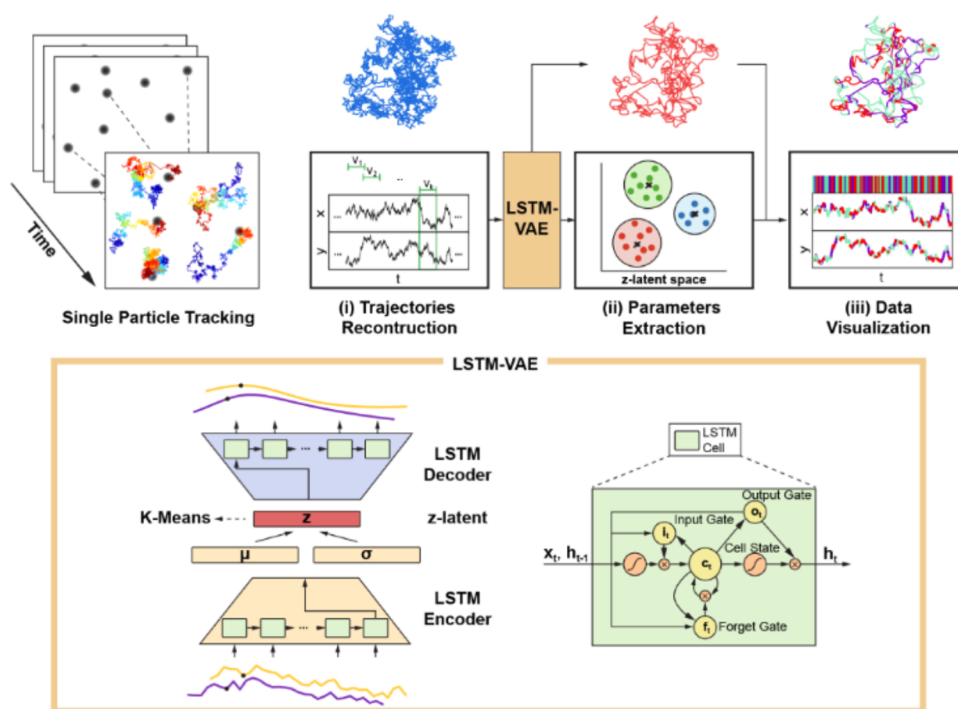 Time
Single Particle Tracking
V₁
V₂
..
Vₖ
x
...
...
y
...
...
t
(i) Trajectories
Recontruction
LSTM-
VAE
z-latent space
(ii) Parameters
Extraction
x
y
t
(iii) Data
Visualization
LSTM-VAE
...
LSTM
Decoder
K-Means
z
z-latent
μ
σ
LSTM
Encoder
...
LSTM
Cell
Output Gate
oₜ
Input Gate
iₜ
Cell State
xₜ, hₜ₋₁
cₜ
hₜ
fₜ
Forget Gate